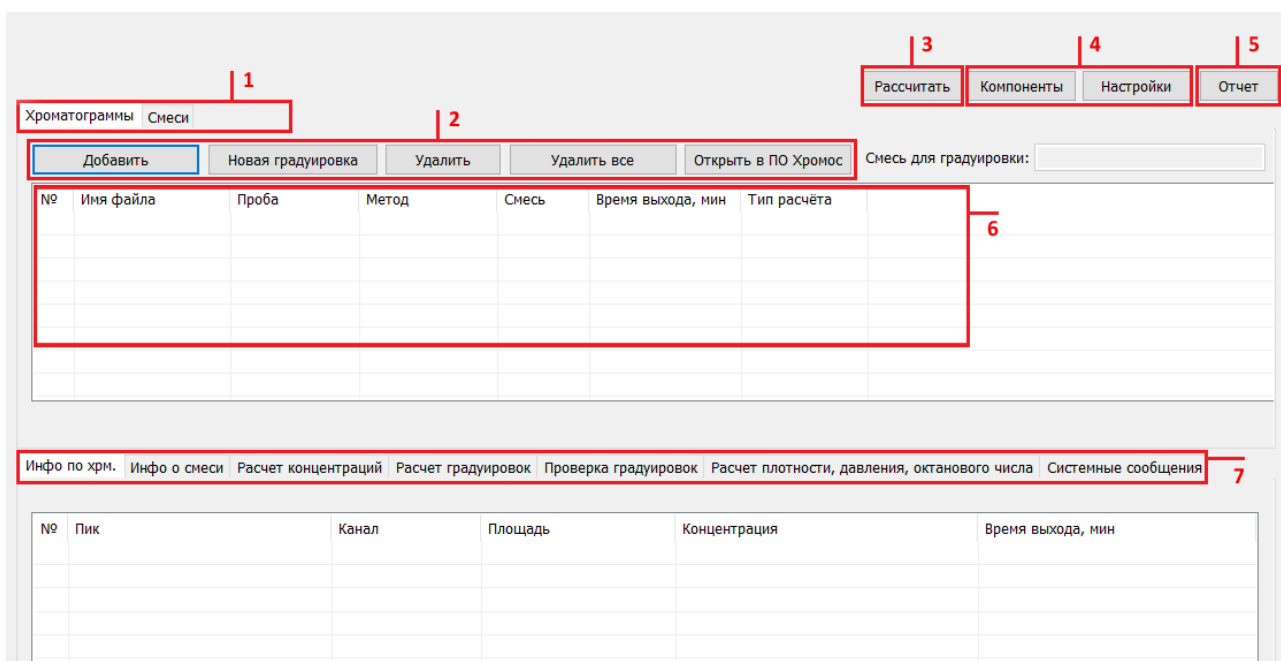 3 4 5
1 Рассчитать Компоненты Настройки Отчет
Хроматограммы Смеси 2
Добавить Новая градуировка Удалить Удалить все Открыть в ПО Хромос Смесь для градуировки:
№ Имя файла Проба Метод Смесь Время выхода, мин Тип расчёта
6
Инфо по хрм. Инфо о смеси Расчет концентраций Расчет градуировок Проверка градуировок Расчет плотности, давления, октанового числа Системные сообщения
7
№ Пик Канал Площадь Концентрация Время выхода, мин